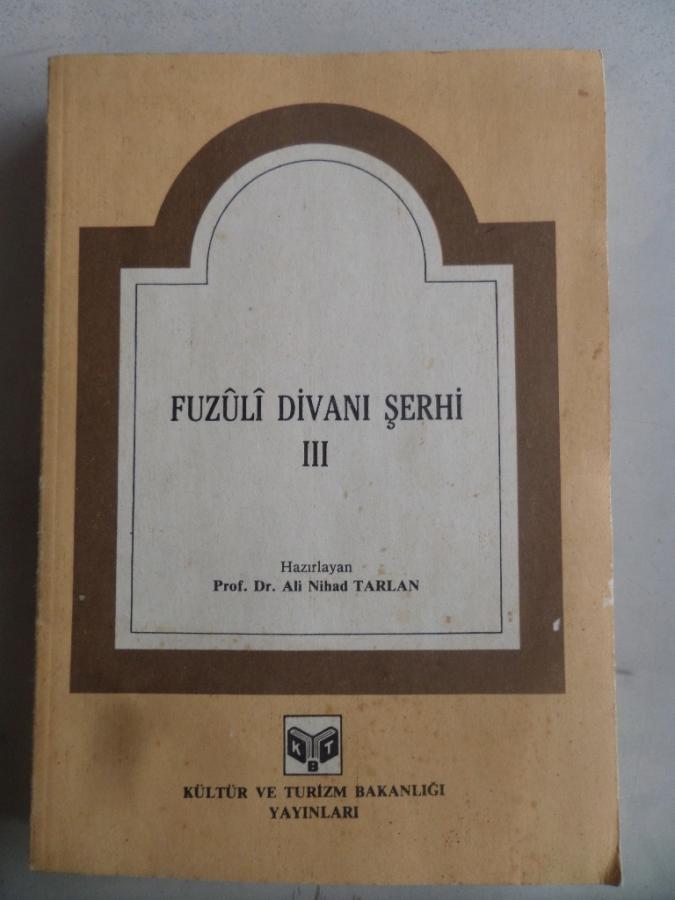 FUZÛLÎ DİVANI ŞERHİ
III
Hazırlayan
Prof. Dr. Ali Nihad TARLAN
K T
B
KÜLTÜR VE TURİZM BAKANLIĞI
YAYINLARI